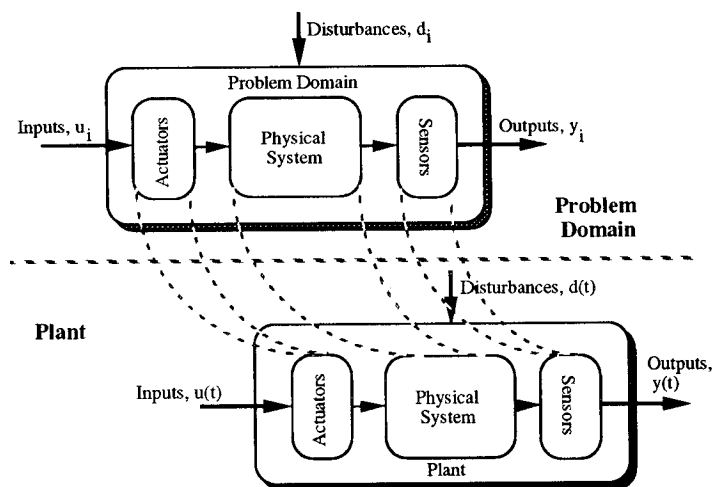 Disturbances, d_i
Problem Domain
Inputs, u_i
Actuators
Physical
System
Sensors
Outputs, y_i
Problem
Domain
Disturbances, d(t)
Plant
Inputs, u(t)
Actuators
Physical
System
Sensors
Outputs,
y(t)
Plant